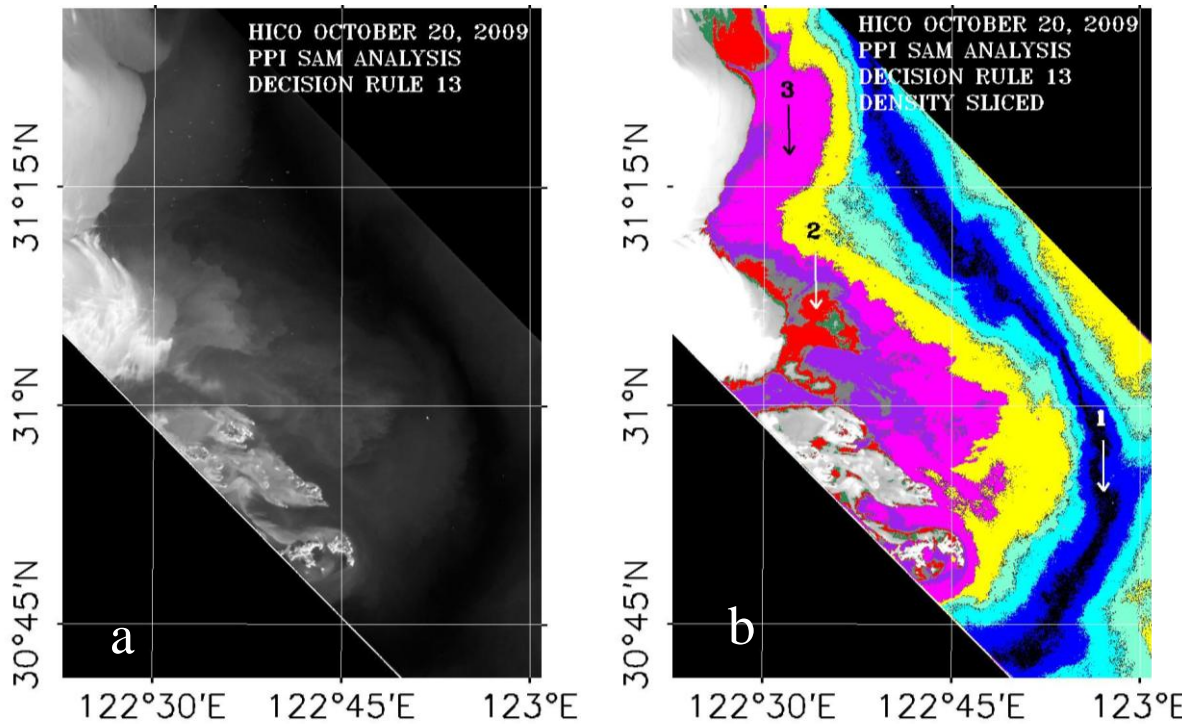 HICO OCTOBER 20, 2009
PPI SAM ANALYSIS
DECISION RULE 13
31°15'N
31°N
30°45'N
a
122°30'E
122°45'E
123°E
HICO OCTOBER 20, 2009
PPI SAM ANALYSIS
DECISION RULE 13
DENSITY SLICED
3
2
1
31°15'N
31°N
30°45'N
b
122°30'E
122°45'E
123°E